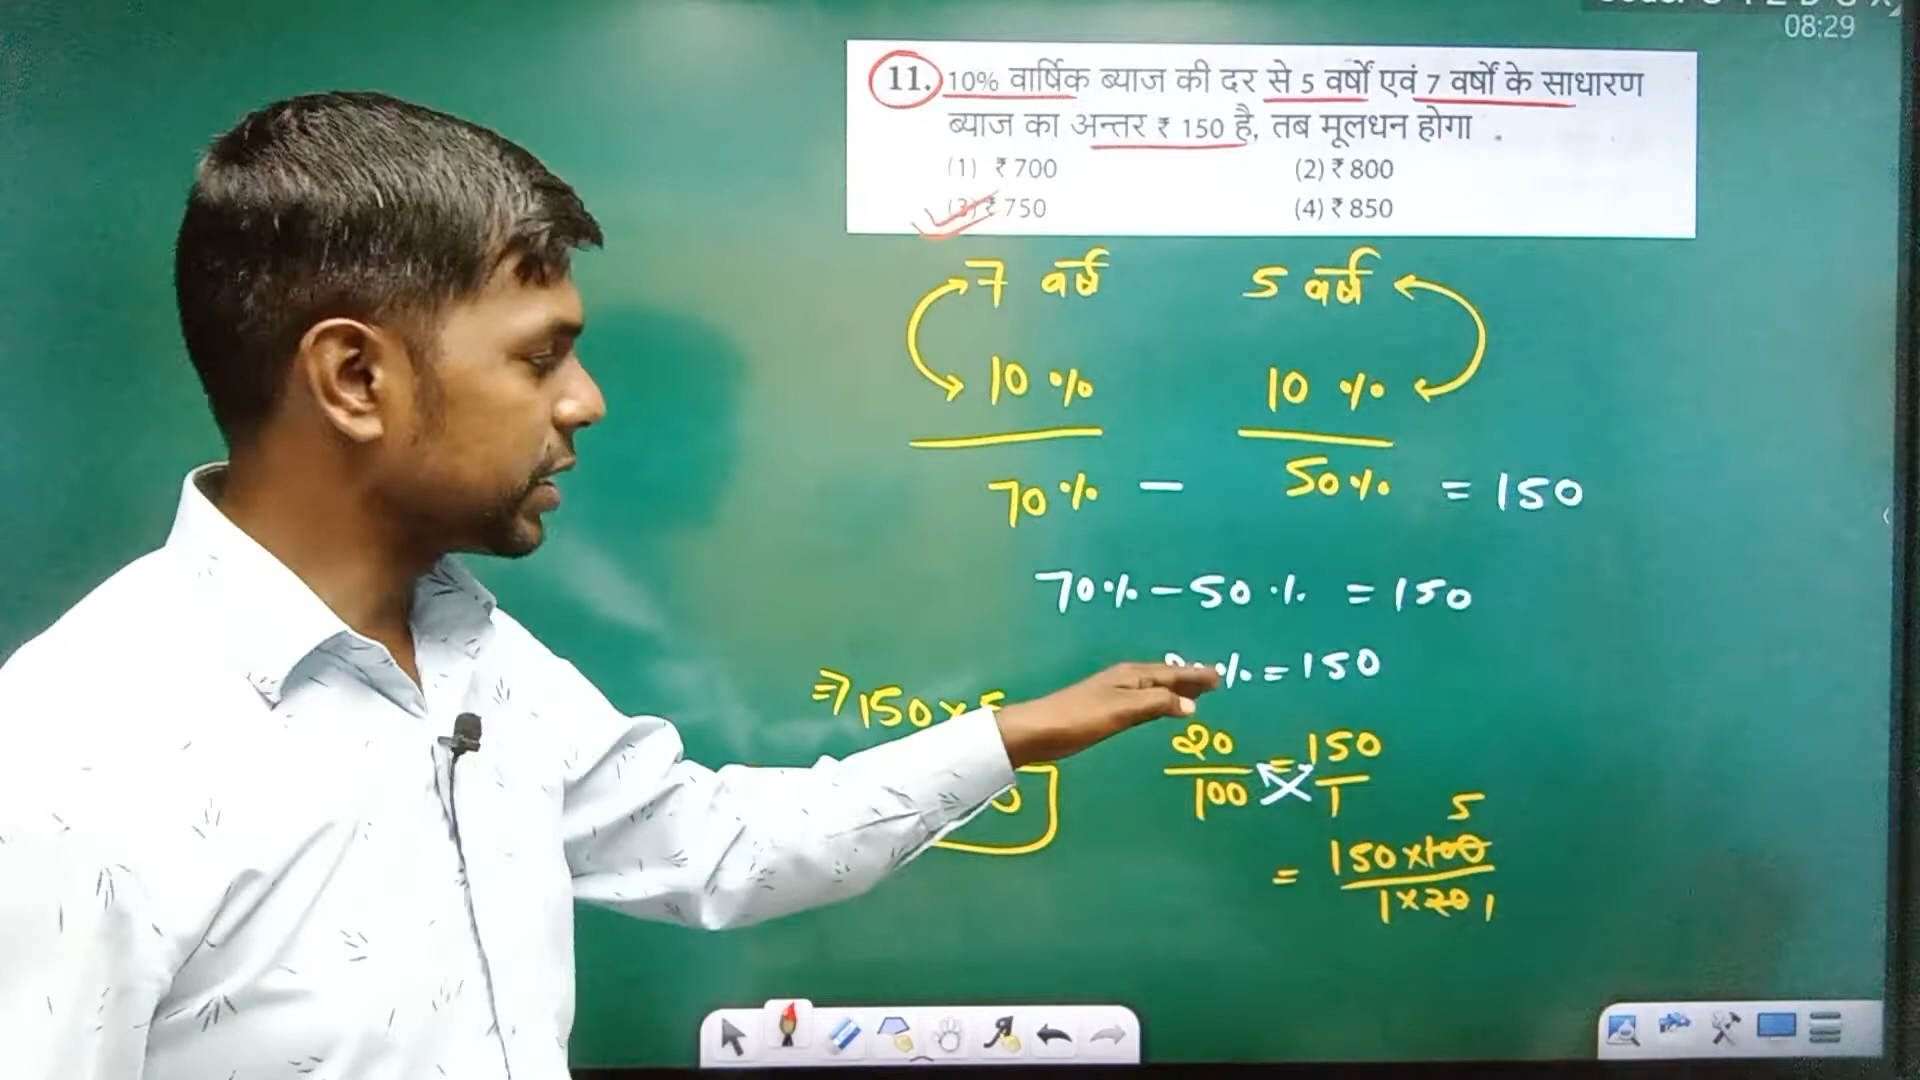 08:29
11. 10% वार्षिक ब्याज की दर से 5 वर्षों एवं 7 वर्षों के साधारण
ब्याज का अन्तर ₹ 150 है, तब मूलधन होगा .
(1) ₹ 700 (2) ₹ 800
(3) ₹ 750 (4) ₹ 850
7 वर्ष 5 वर्ष
10 % 10 %
70% - 50% = 150
70% - 50% = 150
% = 150
⇒ 150 × 5
20/100 = 150/1
5
= 150×100
1×20 1